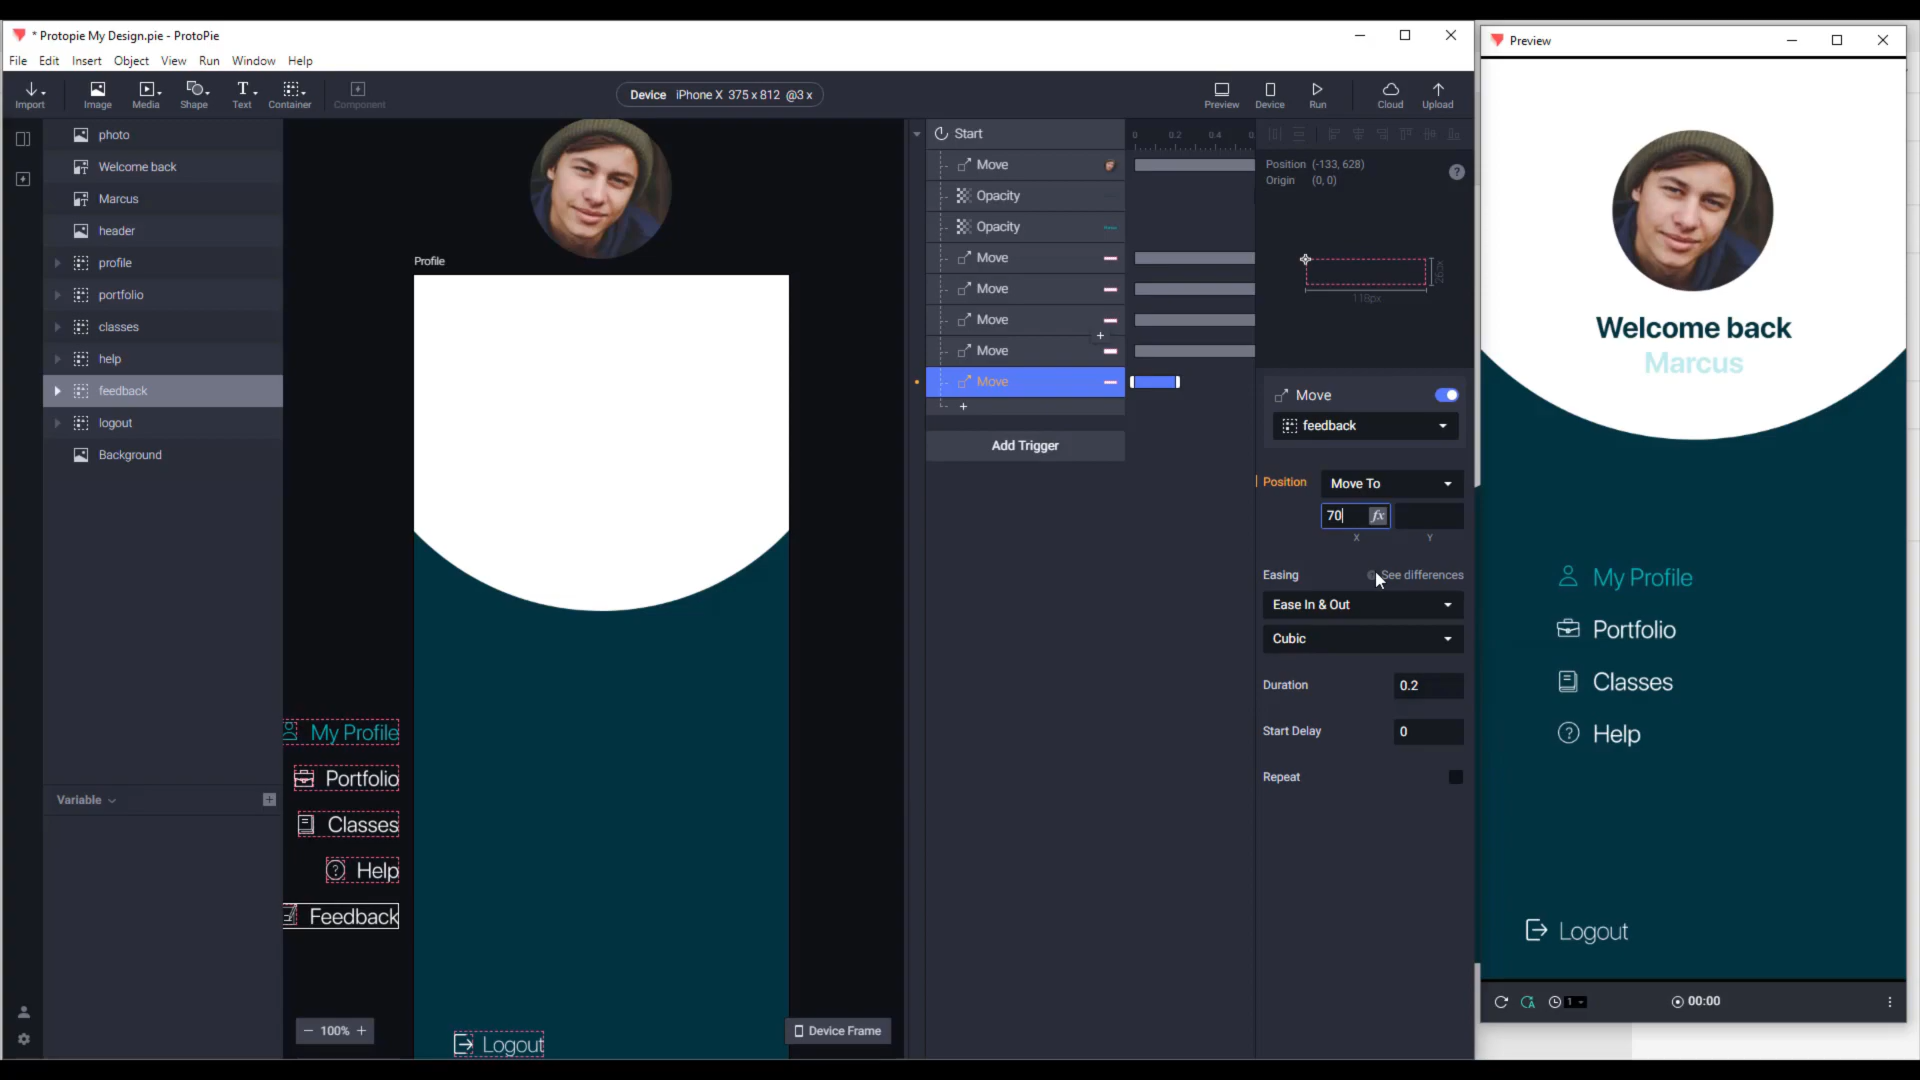 * Protopie My Design.pie - ProtoPie
File Edit Insert Object View Run Window Help
Import
Image
Media
Shape
Text
Container
Component
Device iPhone X 375 x 812 @3 x
Preview
Device
Run
Cloud
Upload
photo
Welcome back
Marcus
header
profile
portfolio
classes
help
feedback
logout
Background
Variable
Profile
My Profile
Portfolio
Classes
Help
Feedback
Logout
100%
Device Frame
Start
Move
Opacity
Opacity
Move
Move
Move
Move
Move
Add Trigger
0 0.2 0.4
Position (-133, 628)
Origin (0, 0)
118px
26px
Move
feedback
Position Move To
70 fx
X Y
Easing See differences
Ease In & Out
Cubic
Duration 0.2
Start Delay 0
Repeat
Preview
Welcome back
Marcus
My Profile
Portfolio
Classes
Help
Logout
1
00:00